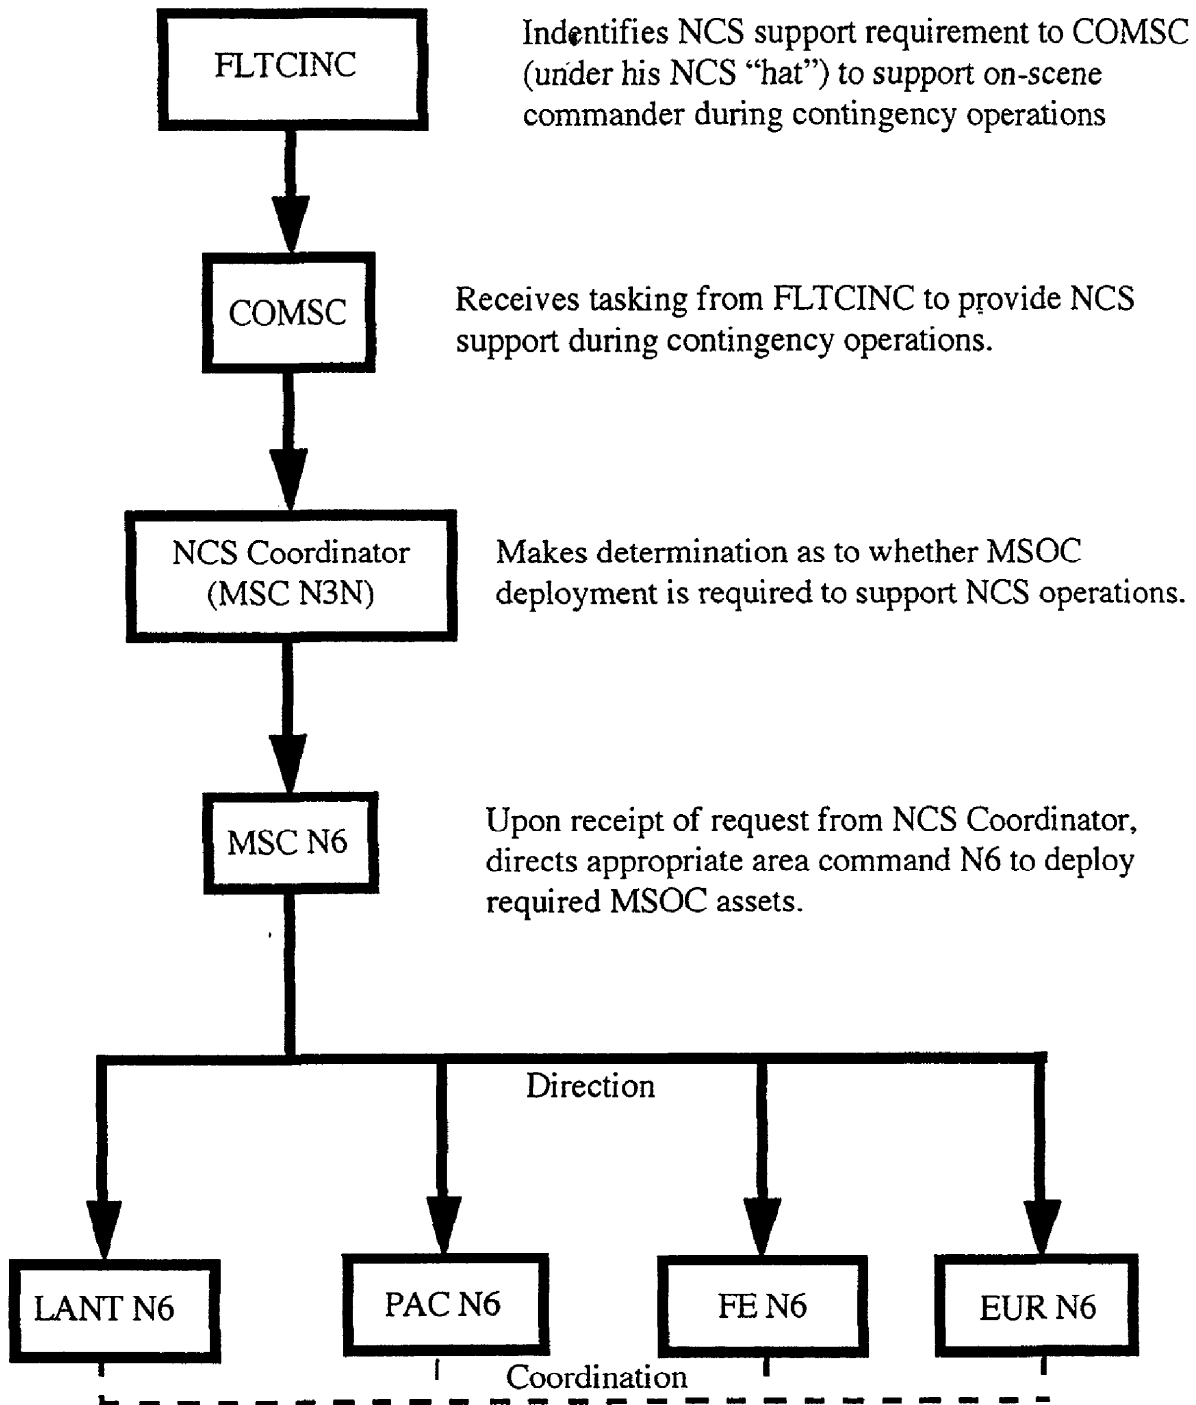 FLTCINC
Indentifies NCS support requirement to COMSC
(under his NCS “hat”) to support on-scene
commander during contingency operations
COMSC
Receives tasking from FLTCINC to provide NCS
support during contingency operations.
NCS Coordinator
(MSC N3N)
Makes determination as to whether MSOC
deployment is required to support NCS operations.
MSC N6
Upon receipt of request from NCS Coordinator,
directs appropriate area command N6 to deploy
required MSOC assets.
Direction
LANT N6
PAC N6
FE N6
EUR N6
Coordination